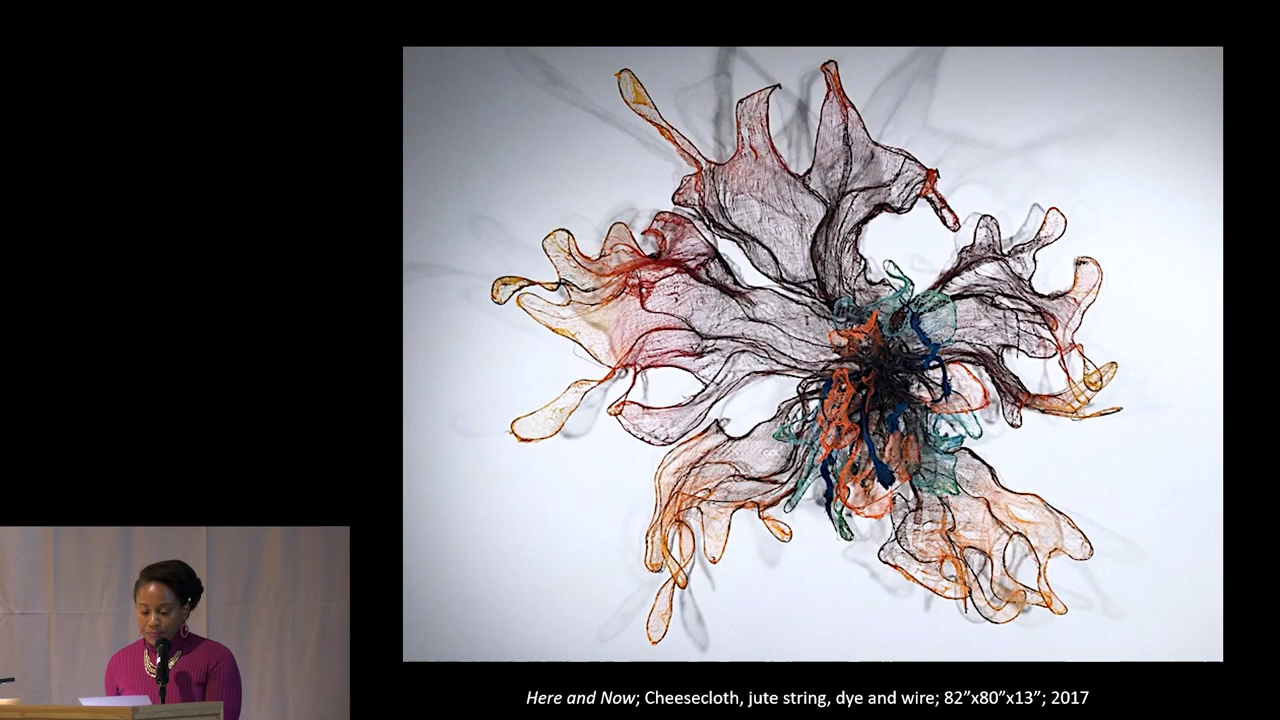 Here and Now; Cheesecloth, jute string, dye and wire; 82”x80”x13”; 2017